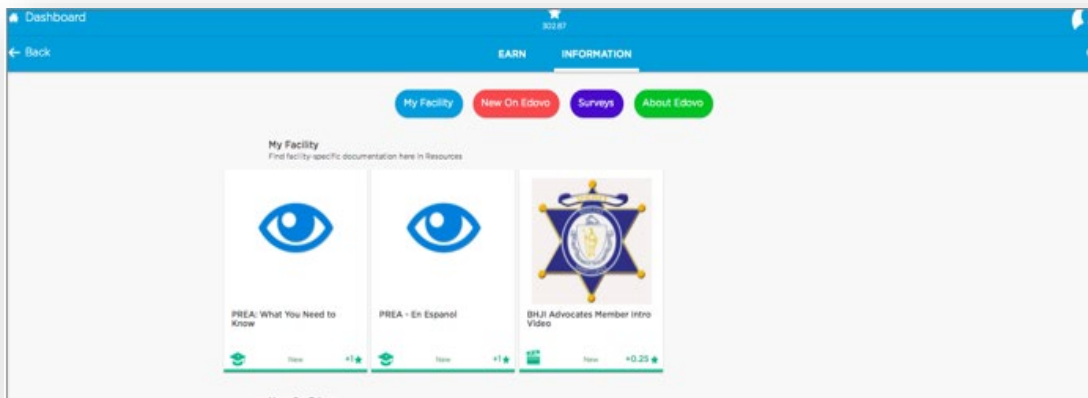 Dashboard
302.87
← Back
EARN
INFORMATION
My Facility
New On Edovo
Surveys
About Edovo
My Facility
Find facility-specific documentation here in Resources
PREA: What You Need to
Know
New
+1
PREA - En Espanol
New
+1
BHJI Advocates Member Intro
Video
New
+0.25